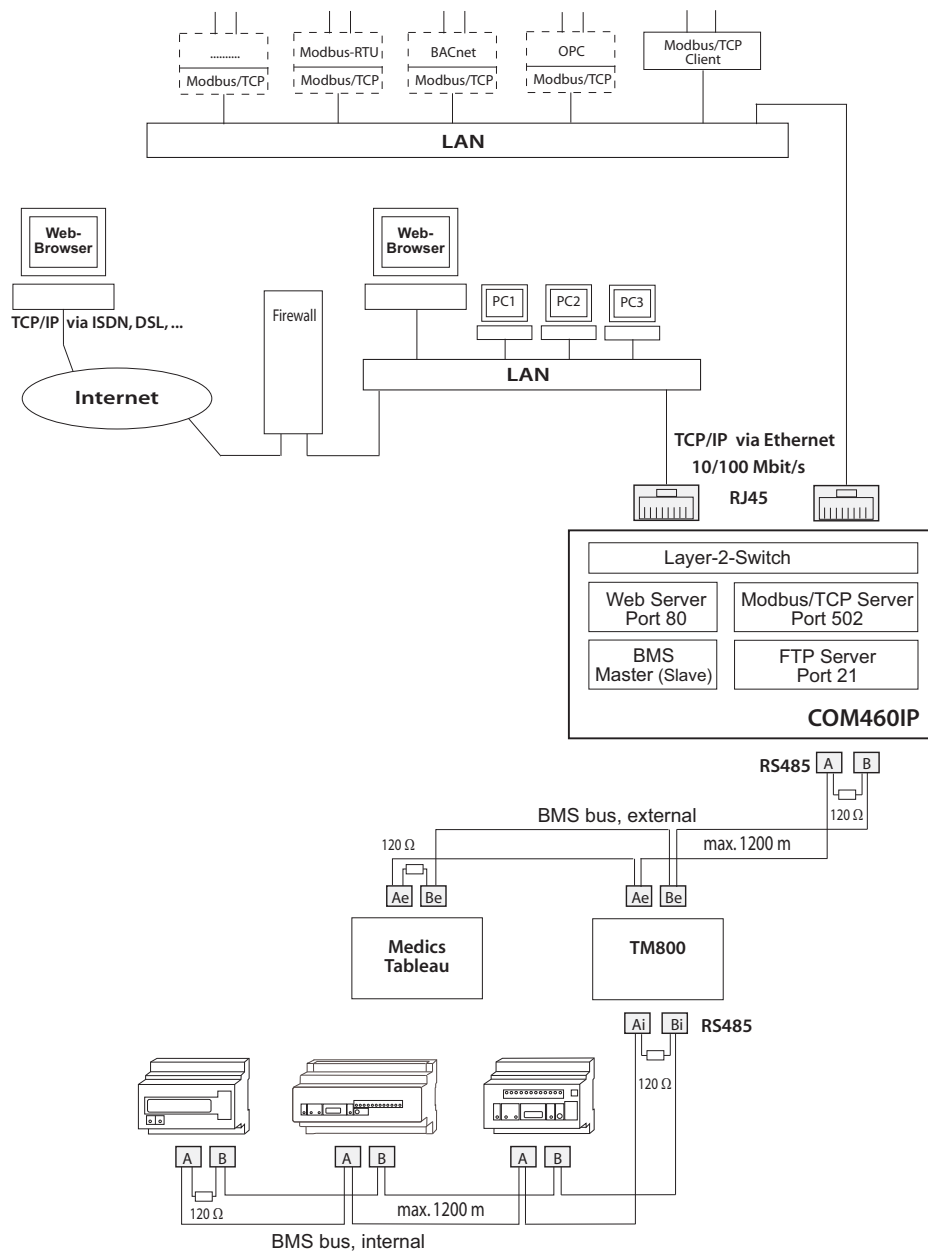 ..........
Modbus-RTU
BACnet
OPC
Modbus/TCP
Client
Modbus/TCP
Modbus/TCP
Modbus/TCP
Modbus/TCP
LAN
Web-
Browser
Web-
Browser
TCP/IP via ISDN, DSL, ...
Firewall
PC1
PC2
PC3
LAN
Internet
TCP/IP via Ethernet
10/100 Mbit/s
RJ45
Layer-2-Switch
Web Server
Port 80
Modbus/TCP Server
Port 502
BMS
Master (Slave)
FTP Server
Port 21
COM460IP
RS485
A
B
120 Ω
BMS bus, external
max. 1200 m
120 Ω
Ae
Be
Ae
Be
Medics
Tableau
TM800
Ai
Bi
RS485
120 Ω
A
B
A
B
A
B
120 Ω
max. 1200 m
BMS bus, internal